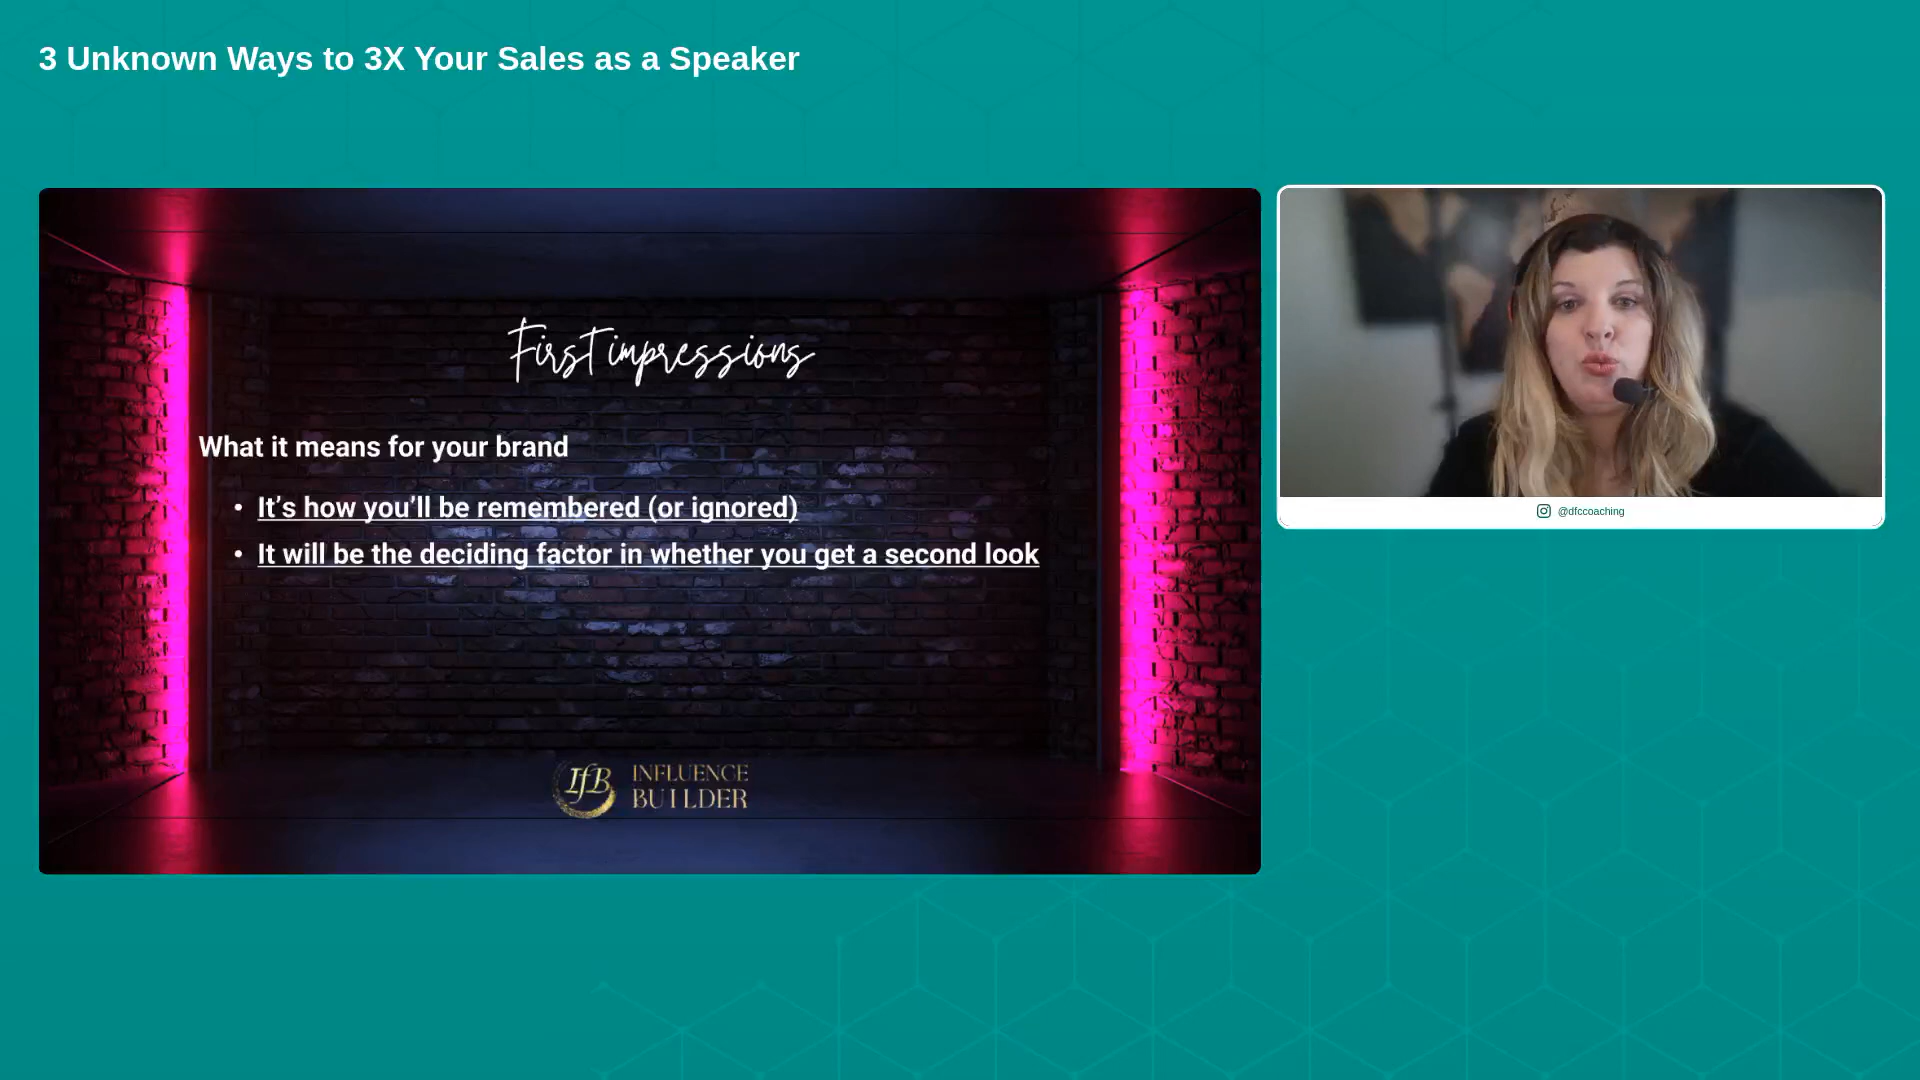 3 Unknown Ways to 3X Your Sales as a Speaker
First impressions
What it means for your brand
• It’s how you’ll be remembered (or ignored)
• It will be the deciding factor in whether you get a second look
IfB
INFLUENCE
BUILDER
@dfccoaching